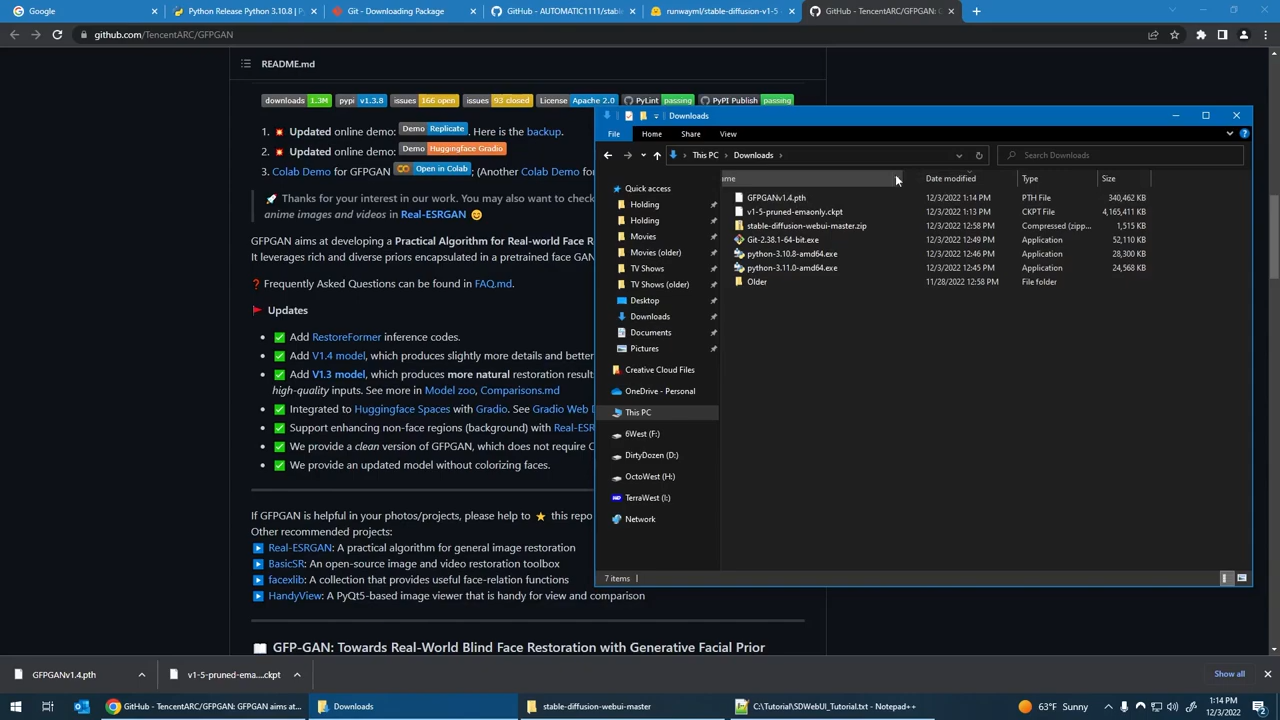 Google
Python Release Python 3.10.8 |
Git - Downloading Package
GitHub - AUTOMATIC1111/stable
runwayml/stable-diffusion-v1-5
GitHub - TencentARC/GFPGAN: G
github.com/TencentARC/GFPGAN
README.md
downloads 1.3M pypi v1.3.8 issues 166 open issues 93 closed License Apache 2.0 PyLint passing PyPI Publish passing
1. Updated online demo: Demo Replicate. Here is the backup.
2. Updated online demo: Demo Huggingface Gradio
3. Colab Demo for GFPGAN Open in Colab; (Another Colab Demo for
Thanks for your interest in our work. You may also want to check
anime images and videos in Real-ESRGAN
GFPGAN aims at developing a Practical Algorithm for Real-world Face R
It leverages rich and diverse priors encapsulated in a pretrained face GAN
Frequently Asked Questions can be found in FAQ.md.
Updates
Add RestoreFormer inference codes.
Add V1.4 model, which produces slightly more details and better
Add V1.3 model, which produces more natural restoration result
high-quality inputs. See more in Model zoo, Comparisons.md
Integrated to Huggingface Spaces with Gradio. See Gradio Web D
Support enhancing non-face regions (background) with Real-ESR
We provide a clean version of GFPGAN, which does not require C
We provide an updated model without colorizing faces.
If GFPGAN is helpful in your photos/projects, please help to this repo
Other recommended projects:
Real-ESRGAN: A practical algorithm for general image restoration
BasicSR: An open-source image and video restoration toolbox
facexlib: A collection that provides useful face-relation functions
HandyView: A PyQt5-based image viewer that is handy for view and comparison
GFP-GAN: Towards Real-World Blind Face Restoration with Generative Facial Prior
Downloads
File Home Share View
This PC Downloads
Search Downloads
Quick access
Holding
Holding
Movies
Movies (older)
TV Shows
TV Shows (older)
Desktop
Downloads
Documents
Pictures
Creative Cloud Files
OneDrive - Personal
This PC
6West (F:)
DirtyDozen (D:)
OctoWest (H:)
TerraWest (I:)
Network
ame Date modified Type Size
GFPGANv1.4.pth 12/3/2022 1:14 PM PTH File 340,462 KB
v1-5-pruned-emaonly.ckpt 12/3/2022 1:13 PM CKPT File 4,165,411 KB
stable-diffusion-webui-master.zip 12/3/2022 12:58 PM Compressed (zipp... 1,515 KB
Git-2.38.1-64-bit.exe 12/3/2022 12:49 PM Application 52,110 KB
python-3.10.8-amd64.exe 12/3/2022 12:46 PM Application 28,300 KB
python-3.11.0-amd64.exe 12/3/2022 12:45 PM Application 24,568 KB
Older 11/28/2022 12:58 PM File folder
7 items
GFPGANv1.4.pth
v1-5-pruned-ema....ckpt
Show all
GitHub - TencentARC/GFPGAN: GFPGAN aims at...
Downloads
stable-diffusion-webui-master
C:\Tutorial\SDWebUI_Tutorial.txt - Notepad++
63°F Sunny
1:14 PM
12/3/2022
2